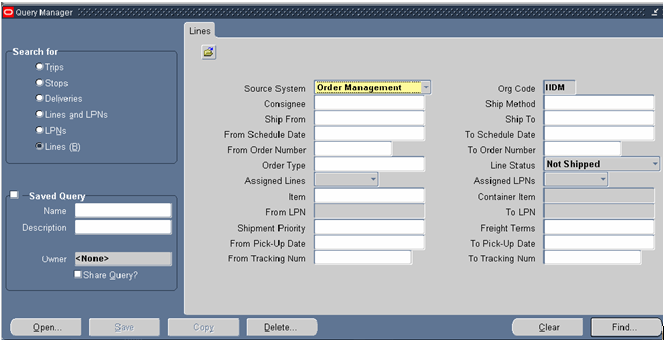 Query Manager
Search for
Trips
Stops
Deliveries
Lines and LPNs
LPNs
Lines (B)
Saved Query
Name
Description
Owner <None>
Share Query?
Lines
Source System Order Management Org Code IIDM
Consignee Ship Method
Ship From Ship To
From Schedule Date To Schedule Date
From Order Number To Order Number
Order Type Line Status Not Shipped
Assigned Lines Assigned LPNs
Item Container Item
From LPN To LPN
Shipment Priority Freight Terms
From Pick-Up Date To Pick-Up Date
From Tracking Num To Tracking Num
Open... Save Copy Delete... Clear Find...